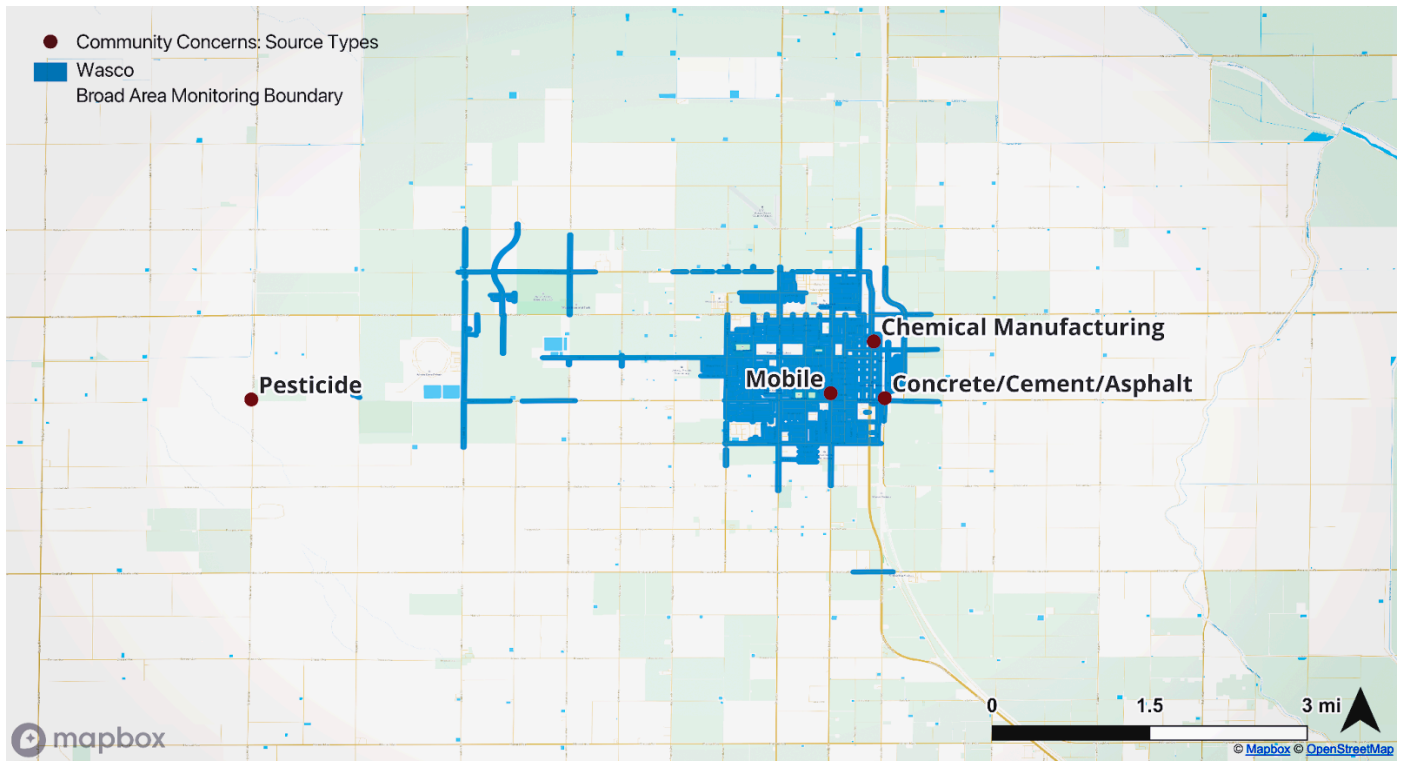 Community Concerns: Source Types
Wasco
Broad Area Monitoring Boundary
Chemical Manufacturing
Pesticide
Mobile
Concrete/Cement/Asphalt
0 1.5 3 mi
mapbox
© Mapbox © OpenStreetMap